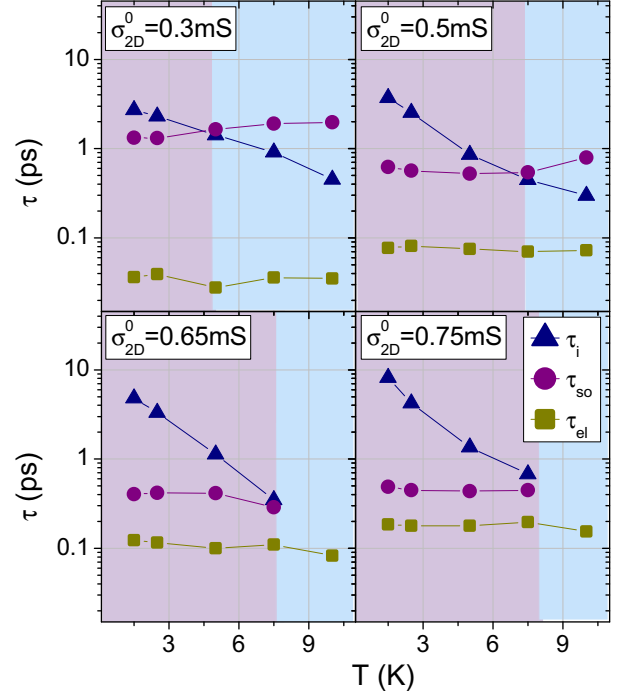 σ⁰₂D=0.3mS
σ⁰₂D=0.5mS
10
1
0.1
τ (ps)
σ⁰₂D=0.65mS
σ⁰₂D=0.75mS
τᵢ
τₛₒ
τₑₗ
10
1
0.1
τ (ps)
3 6 9 3 6 9
T (K)